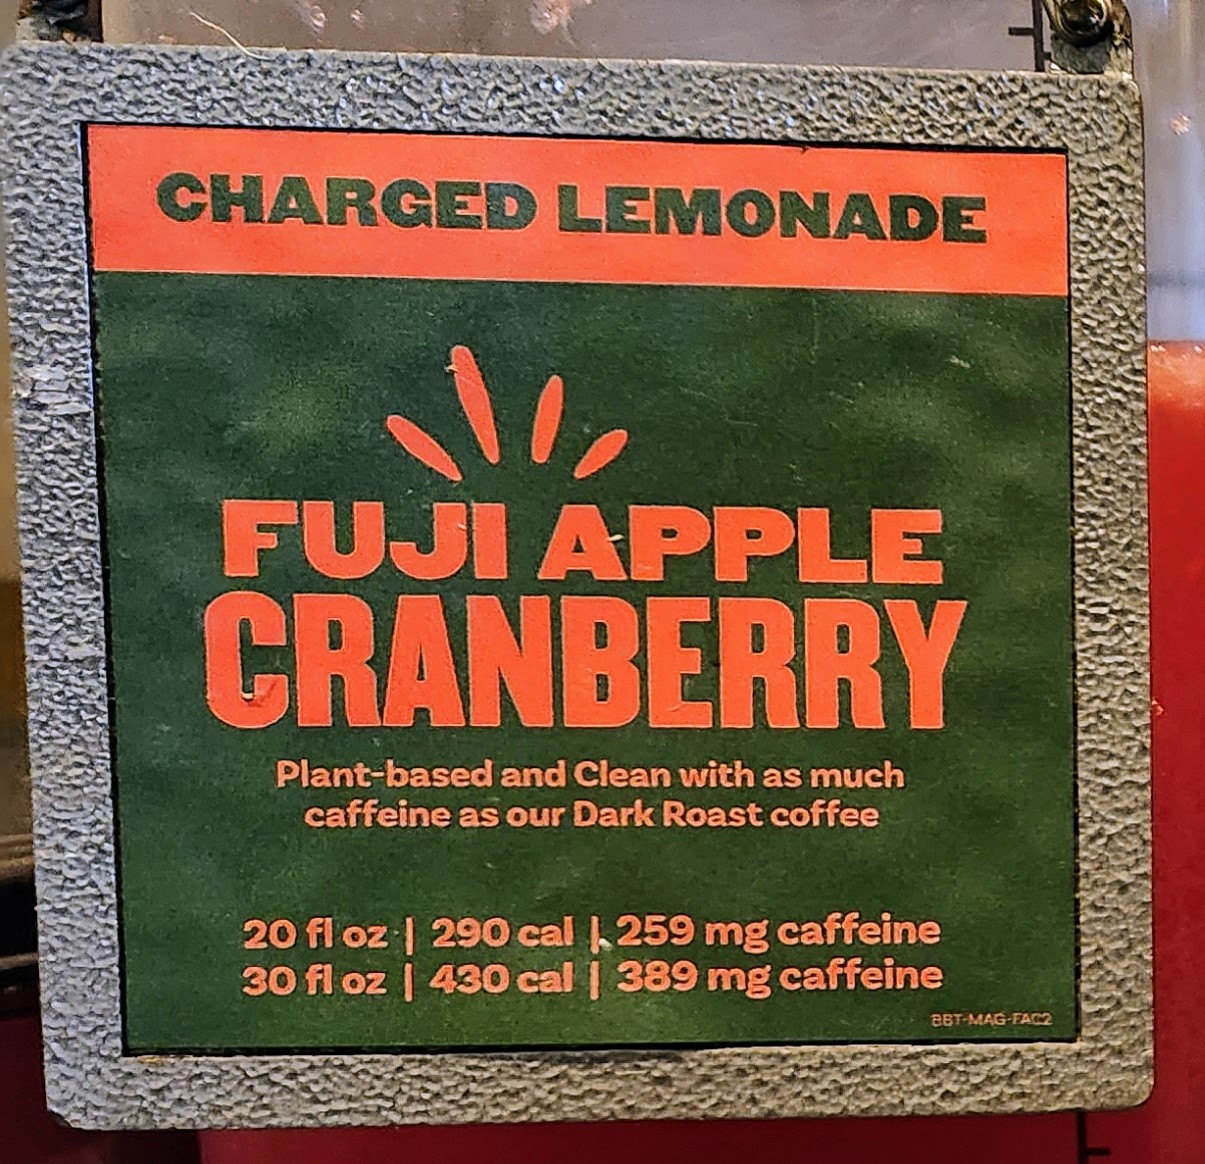 CHARGED LEMONADE
FUJI APPLE
CRANBERRY
Plant-based and Clean with as much
caffeine as our Dark Roast coffee
20 fl oz | 290 cal | 259 mg caffeine
30 fl oz | 430 cal | 389 mg caffeine
BBT-MAG-FAC2